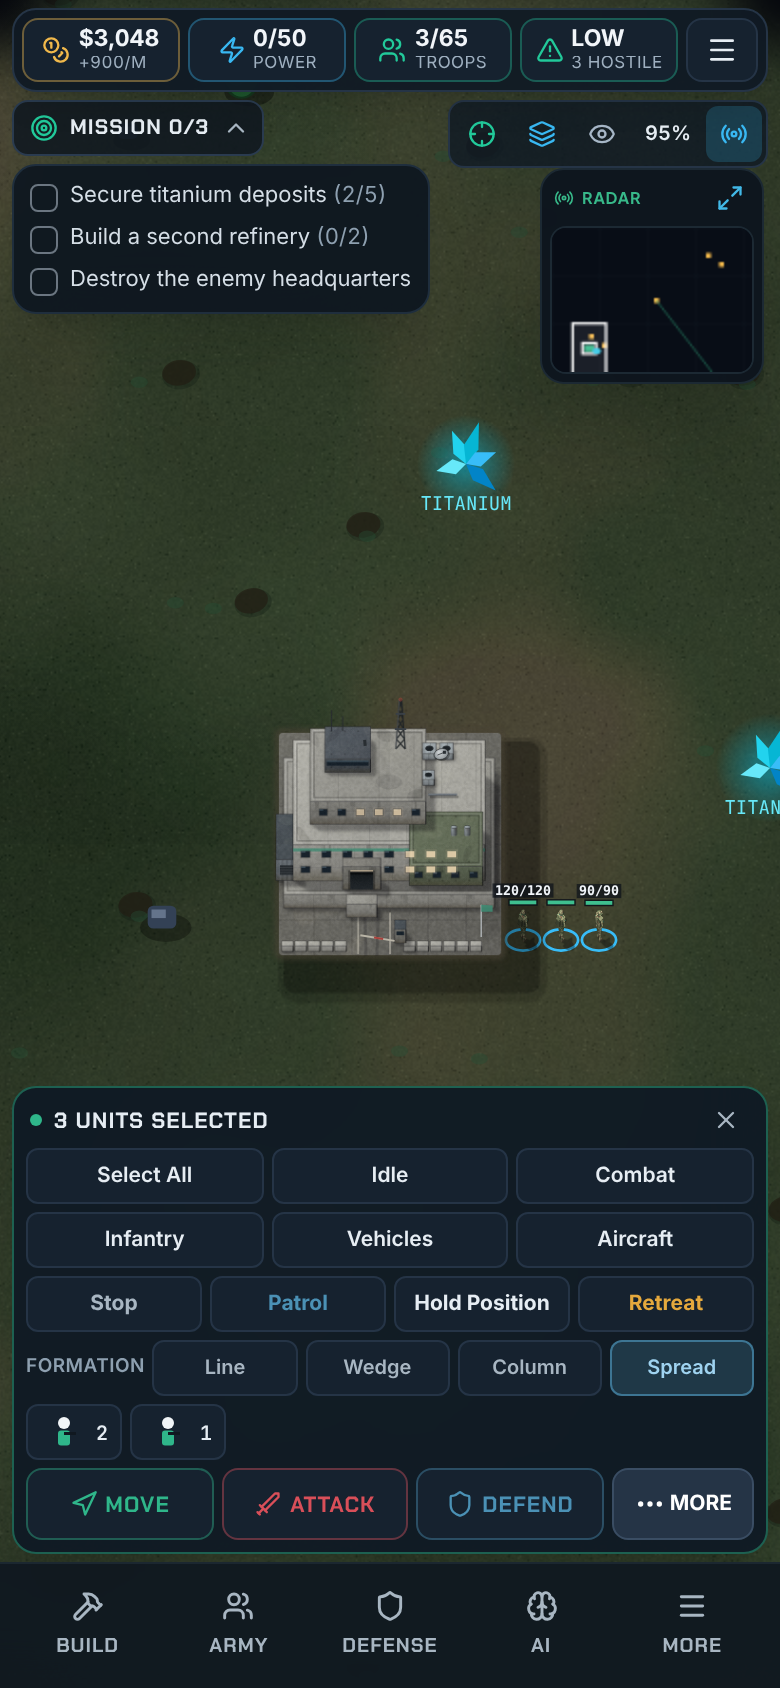 $3,048
+900/M
0/50
POWER
3/65
TROOPS
LOW
3 HOSTILE
MISSION 0/3
95%
Secure titanium deposits (2/5)
Build a second refinery (0/2)
Destroy the enemy headquarters
RADAR
TITANIUM
TITAN
120/120
90/90
3 UNITS SELECTED
Select All
Idle
Combat
Infantry
Vehicles
Aircraft
Stop
Patrol
Hold Position
Retreat
FORMATION
Line
Wedge
Column
Spread
2
1
MOVE
ATTACK
DEFEND
••• MORE
BUILD
ARMY
DEFENSE
AI
MORE